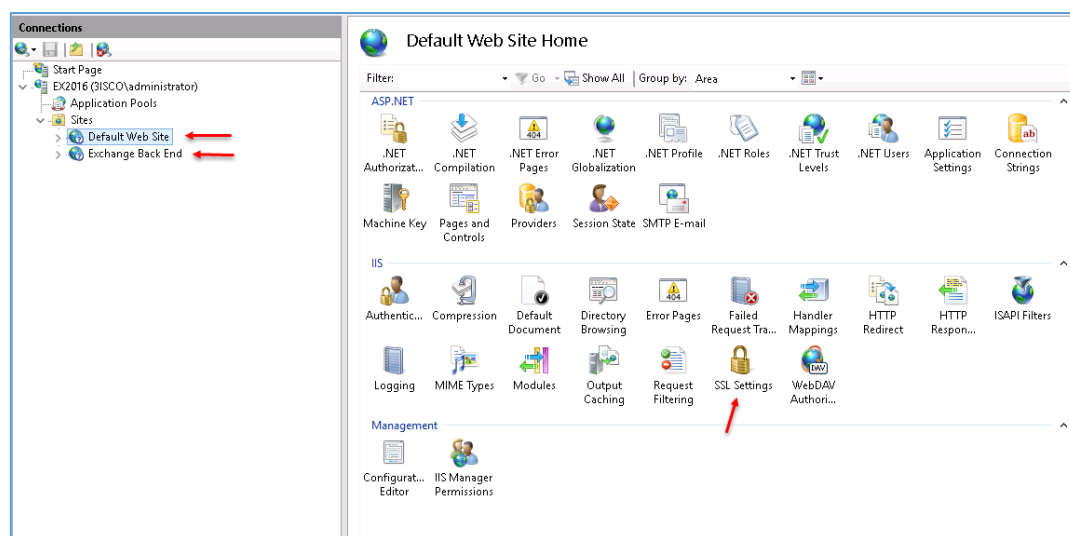 Connections
Start Page
EX2016 (3ISCO\administrator)
Application Pools
Sites
Default Web Site
Exchange Back End
Default Web Site Home
Filter: Go Show All Group by: Area
ASP.NET
.NET Authorizat...
.NET Compilation
404
.NET Error Pages
.NET Globalization
.NET Profile
.NET Roles
.NET Trust Levels
.NET Users
Application Settings
ab
Connection Strings
Machine Key
Pages and Controls
Providers
Session State
SMTP E-mail
IIS
Authentic...
Compression
Default Document
Directory Browsing
404
Error Pages
Failed Request Tra...
Handler Mappings
HTTP Redirect
HTTP Respon...
ISAPI Filters
Logging
MIME Types
Modules
Output Caching
Request Filtering
SSL Settings
DAV
WebDAV Authori...
Management
Configurat... Editor
IIS Manager Permissions